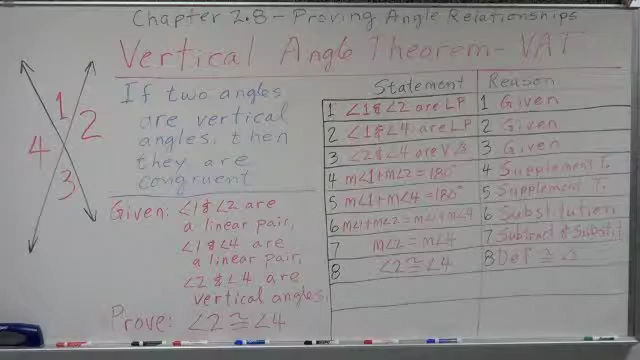 Chapter 2.8 - Proving Angle Relationships
Vertical Angle Theorem - VAT
1
2
4
3
If two angles
are vertical
angles, then
they are
congruent
Given: ∠1 & ∠2 are
a linear pair,
∠1 & ∠4 are
a linear pair,
∠2 & ∠4 are
vertical angles.
Prove: ∠2 ≅ ∠4
Statement Reason
1 ∠1 & ∠2 are LP 1 Given
2 ∠1 & ∠4 are LP 2 Given
3 ∠2 & ∠4 are V ∠s 3 Given
4 m∠1 + m∠2 = 180° 4 Supplement T.
5 m∠1 + m∠4 = 180° 5 Supplement T.
6 m∠1 + m∠2 = m∠1 + m∠4 6 Substitution
7 m∠2 = m∠4 7 Subtract & Substit
8 ∠2 ≅ ∠4 8 Def ≅ ∠s